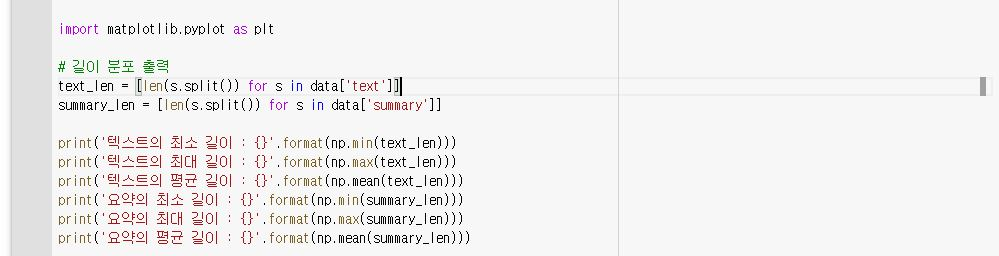 import matplotlib.pyplot as plt
# 길이 분포 출력
text_len = [len(s.split()) for s in data['text']]
summary_len = [len(s.split()) for s in data['summary']]
print('텍스트의 최소 길이 : {}'.format(np.min(text_len)))
print('텍스트의 최대 길이 : {}'.format(np.max(text_len)))
print('텍스트의 평균 길이 : {}'.format(np.mean(text_len)))
print('요약의 최소 길이 : {}'.format(np.min(summary_len)))
print('요약의 최대 길이 : {}'.format(np.max(summary_len)))
print('요약의 평균 길이 : {}'.format(np.mean(summary_len)))